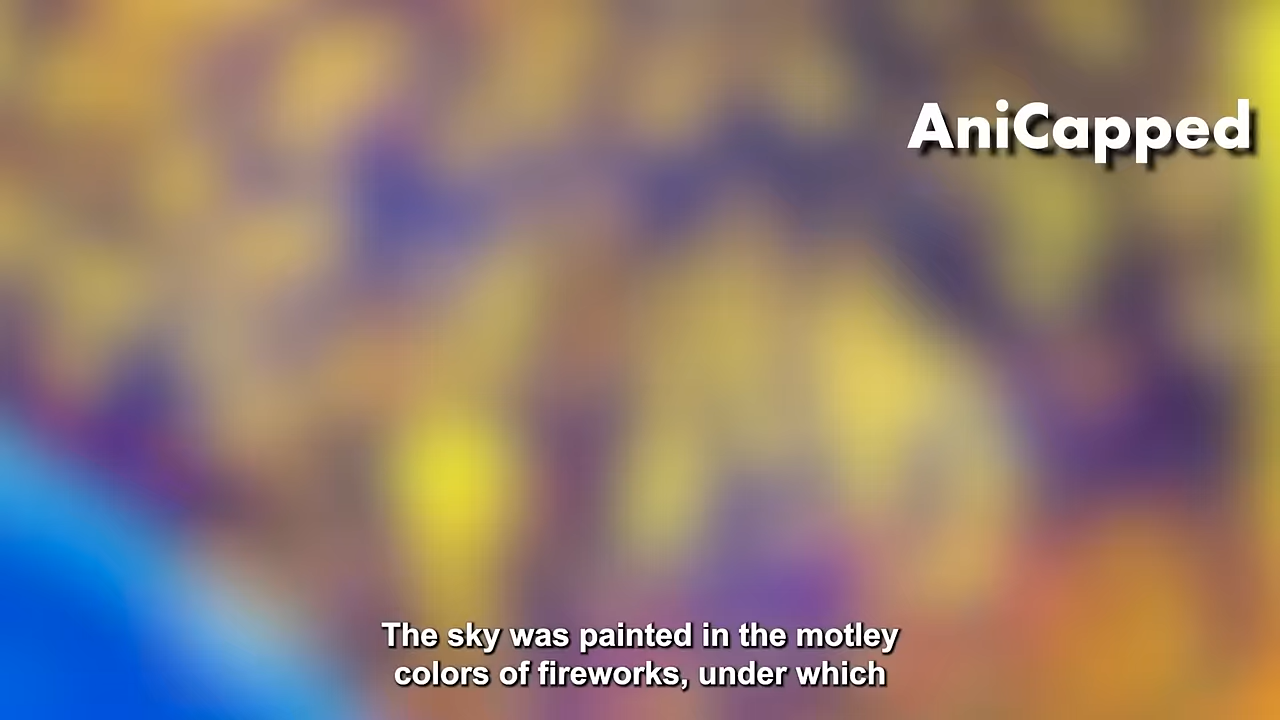 AniCapped
The sky was painted in the motley
colors of fireworks, under which